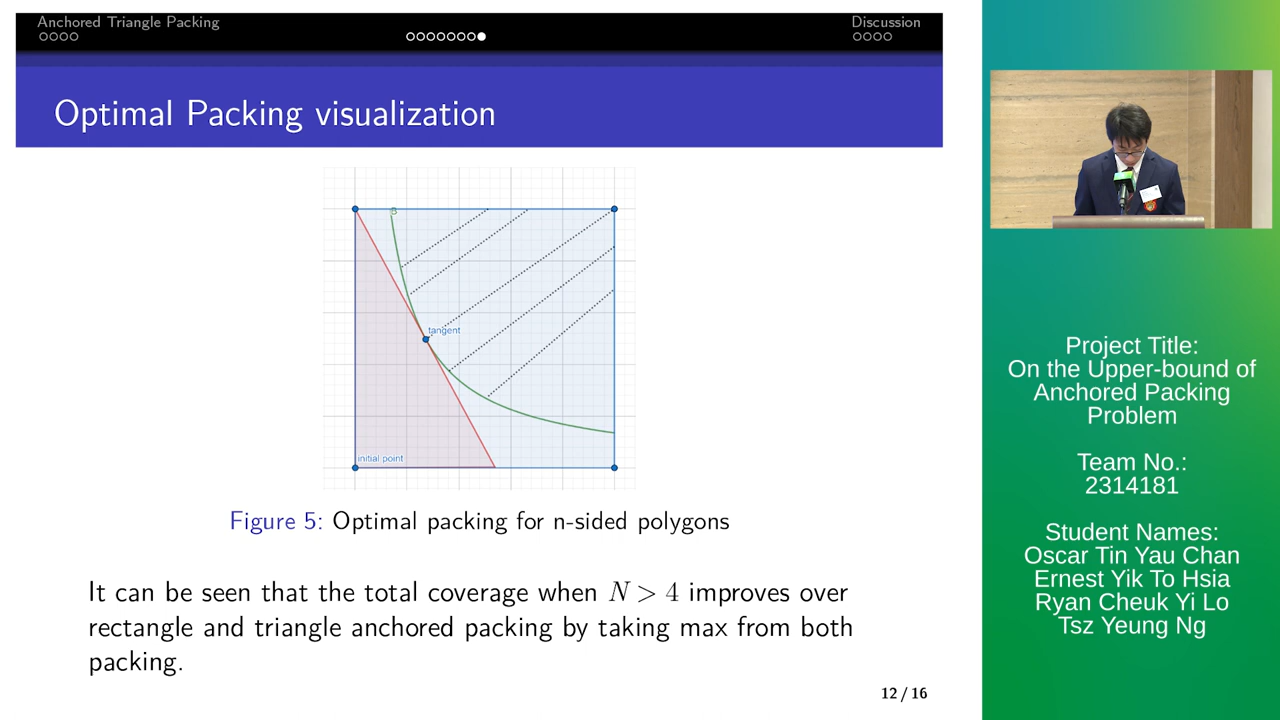 Anchored Triangle Packing
Discussion
Optimal Packing visualization
B
tangent
initial point
Figure 5: Optimal packing for n-sided polygons
It can be seen that the total coverage when N > 4 improves over
rectangle and triangle anchored packing by taking max from both
packing.
12 / 16
Project Title:
On the Upper-bound of
Anchored Packing
Problem
Team No.:
2314181
Student Names:
Oscar Tin Yau Chan
Ernest Yik To Hsia
Ryan Cheuk Yi Lo
Tsz Yeung Ng